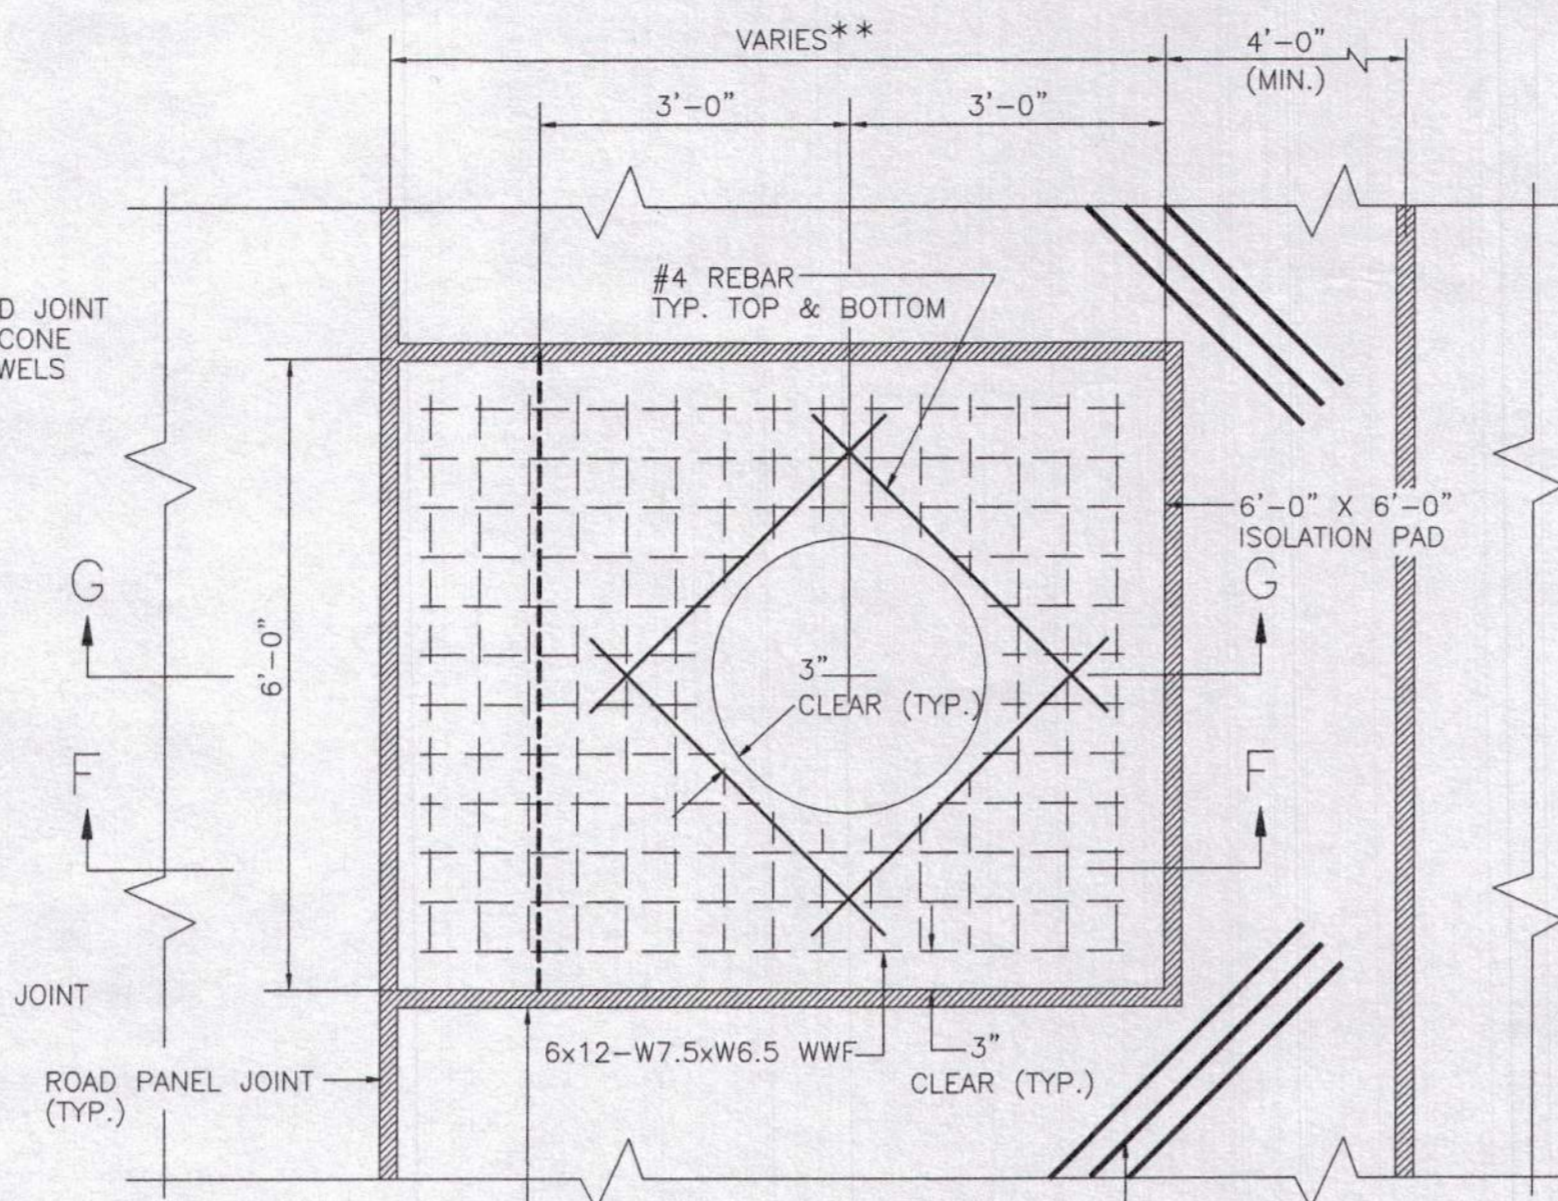 VARIES**
4'-0"
(MIN.)
3'-0"
3'-0"
#4 REBAR
TYP. TOP & BOTTOM
D JOINT
CONE
WELS
6'-0" X 6'-0"
ISOLATION PAD
G
G
6'-0"
3"
CLEAR (TYP.)
F
F
JOINT
6x12-W7.5xW6.5 WWF
3"
CLEAR (TYP.)
ROAD PANEL JOINT
(TYP.)